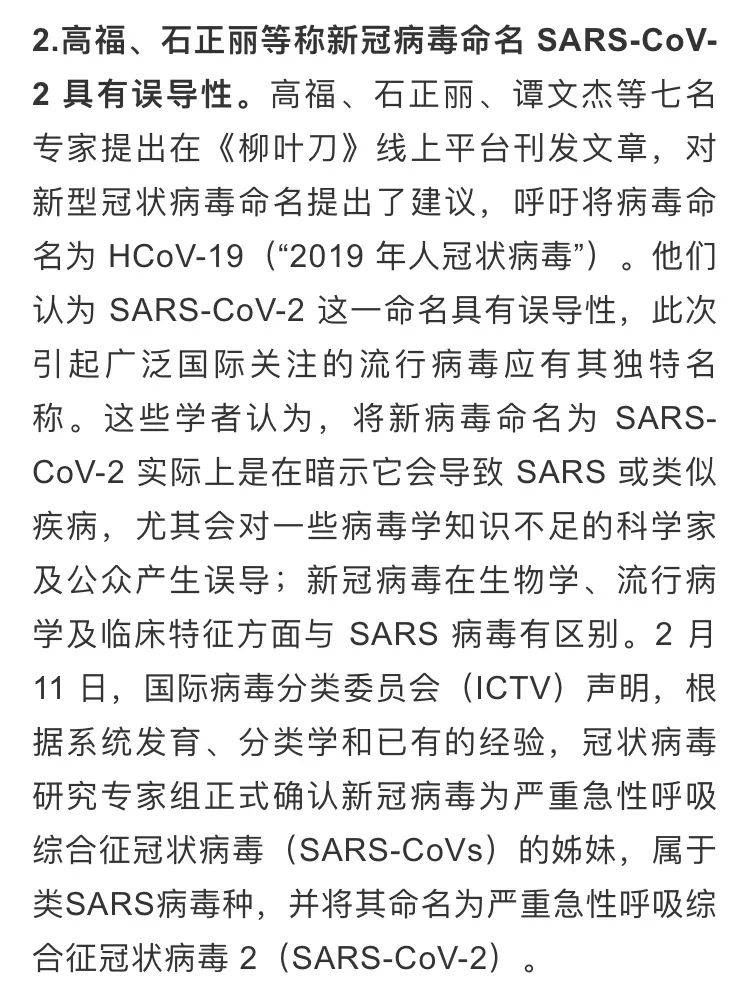 2.高福、石正丽等称新冠病毒命名 SARS-CoV-
2 具有误导性。高福、石正丽、谭文杰等七名
专家提出在《柳叶刀》线上平台刊发文章，对
新型冠状病毒命名提出了建议，呼吁将病毒命
名为 HCoV-19（“2019 年人冠状病毒”）。他们
认为 SARS-CoV-2 这一命名具有误导性，此次
引起广泛国际关注的流行病毒应有其独特名
称。这些学者认为，将新病毒命名为 SARS-
CoV-2 实际上是在暗示它会导致 SARS 或类似
疾病，尤其会对一些病毒学知识不足的科学家
及公众产生误导；新冠病毒在生物学、流行病
学及临床特征方面与 SARS 病毒有区别。2 月
11 日，国际病毒分类委员会（ICTV）声明，根
据系统发育、分类学和已有的经验，冠状病毒
研究专家组正式确认新冠病毒为严重急性呼吸
综合征冠状病毒（SARS-CoVs）的姊妹，属于
类SARS病毒种，并将其命名为严重急性呼吸综
合征冠状病毒 2（SARS-CoV-2）。